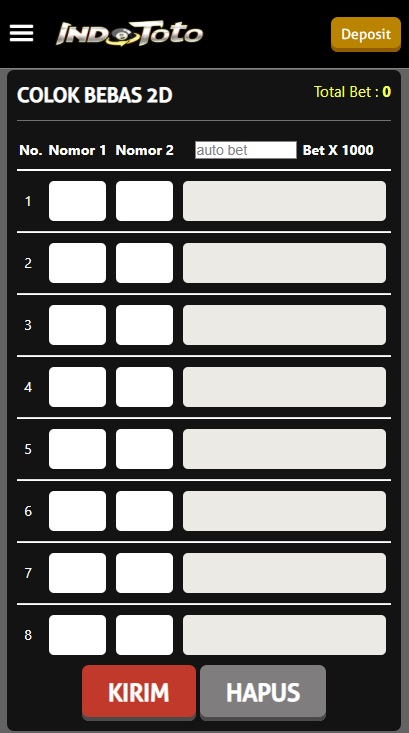 INDOTOTO
Deposit
COLOK BEBAS 2D
Total Bet : 0
No. Nomor 1 Nomor 2 auto bet Bet X 1000
1
2
3
4
5
6
7
8
KIRIM HAPUS